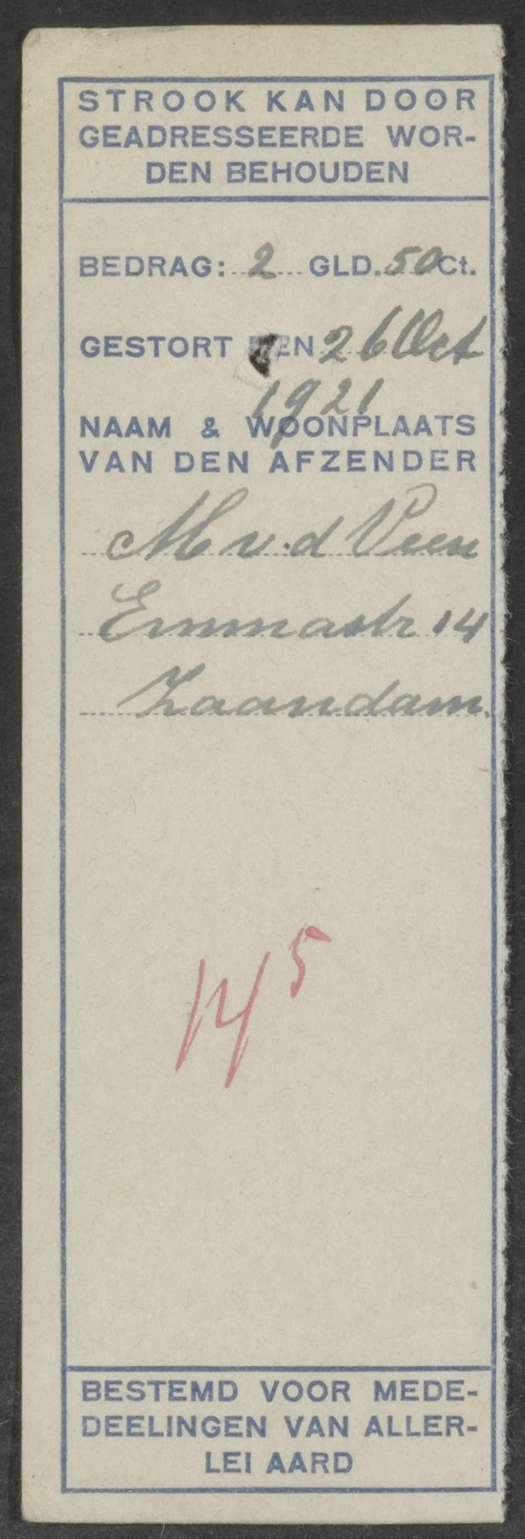 STROOK KAN DOOR
GEADRESSEERDE WOR-
DEN BEHOUDEN
BEDRAG: 2 GLD. 50 Ct.
GESTORT DEN 26 Oct
1921
NAAM & WOONPLAATS
VAN DEN AFZENDER
M v. d Veen
Emmastr 14
Zaandam.
14⁵
BESTEMD VOOR MEDE-
DEELINGEN VAN ALLER-
LEI AARD